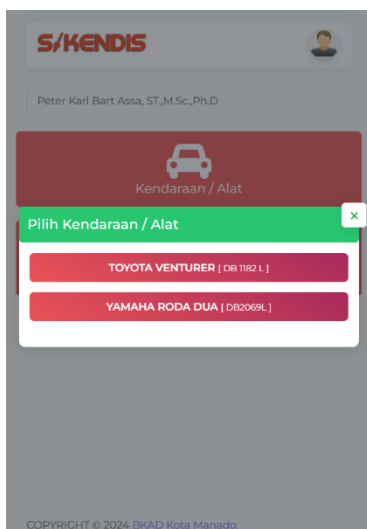 S/KENDIS
Peter Karl Bart Assa, ST.,M.Sc.,Ph.D
Kendaraan / Alat
Pilih Kendaraan / Alat
×
TOYOTA VENTURER [ DB 1182 L ]
YAMAHA RODA DUA [ DB2069L ]
COPYRIGHT © 2024 BKAD Kota Manado.